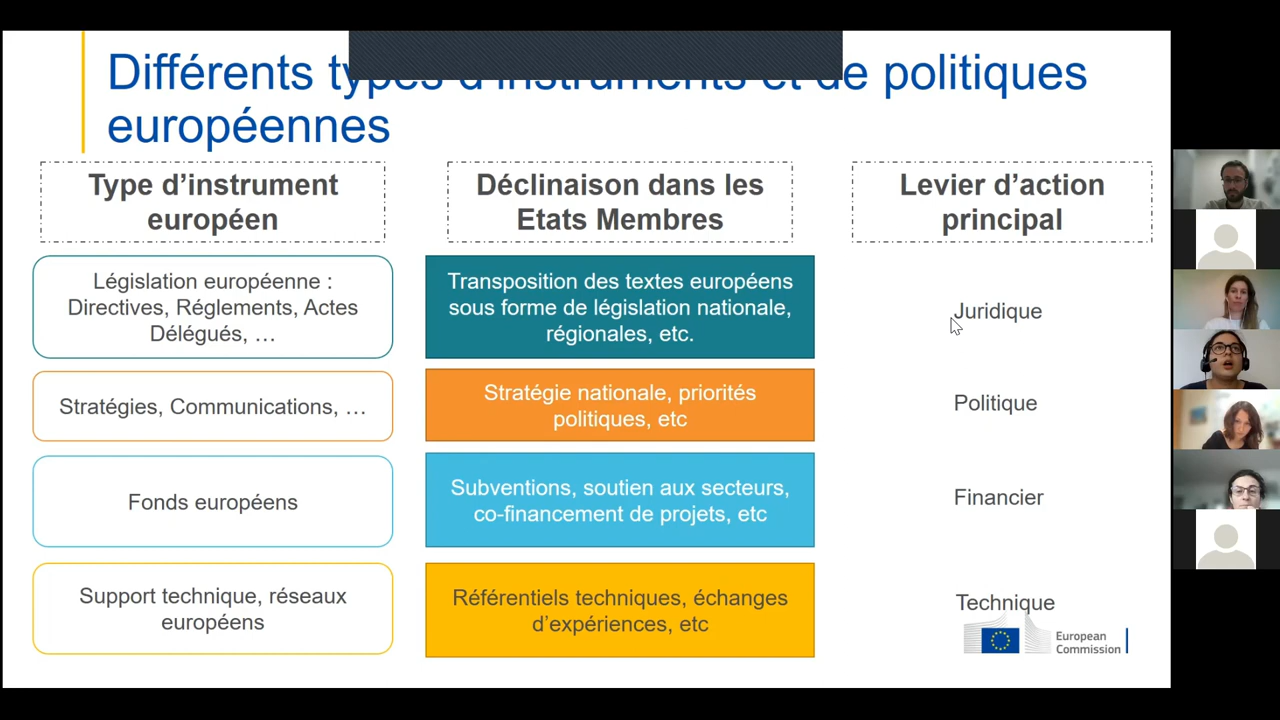 Différents types d'instruments et de politiques
européennes
Type d’instrument
européen
Déclinaison dans les
Etats Membres
Levier d’action
principal
Législation européenne :
Directives, Réglements, Actes
Délégués, …
Transposition des textes européens
sous forme de législation nationale,
régionales, etc.
Juridique
Stratégies, Communications, …
Stratégie nationale, priorités
politiques, etc
Politique
Fonds européens
Subventions, soutien aux secteurs,
co-financement de projets, etc
Financier
Support technique, réseaux
européens
Référentiels techniques, échanges
d’expériences, etc
Technique
European
Commission